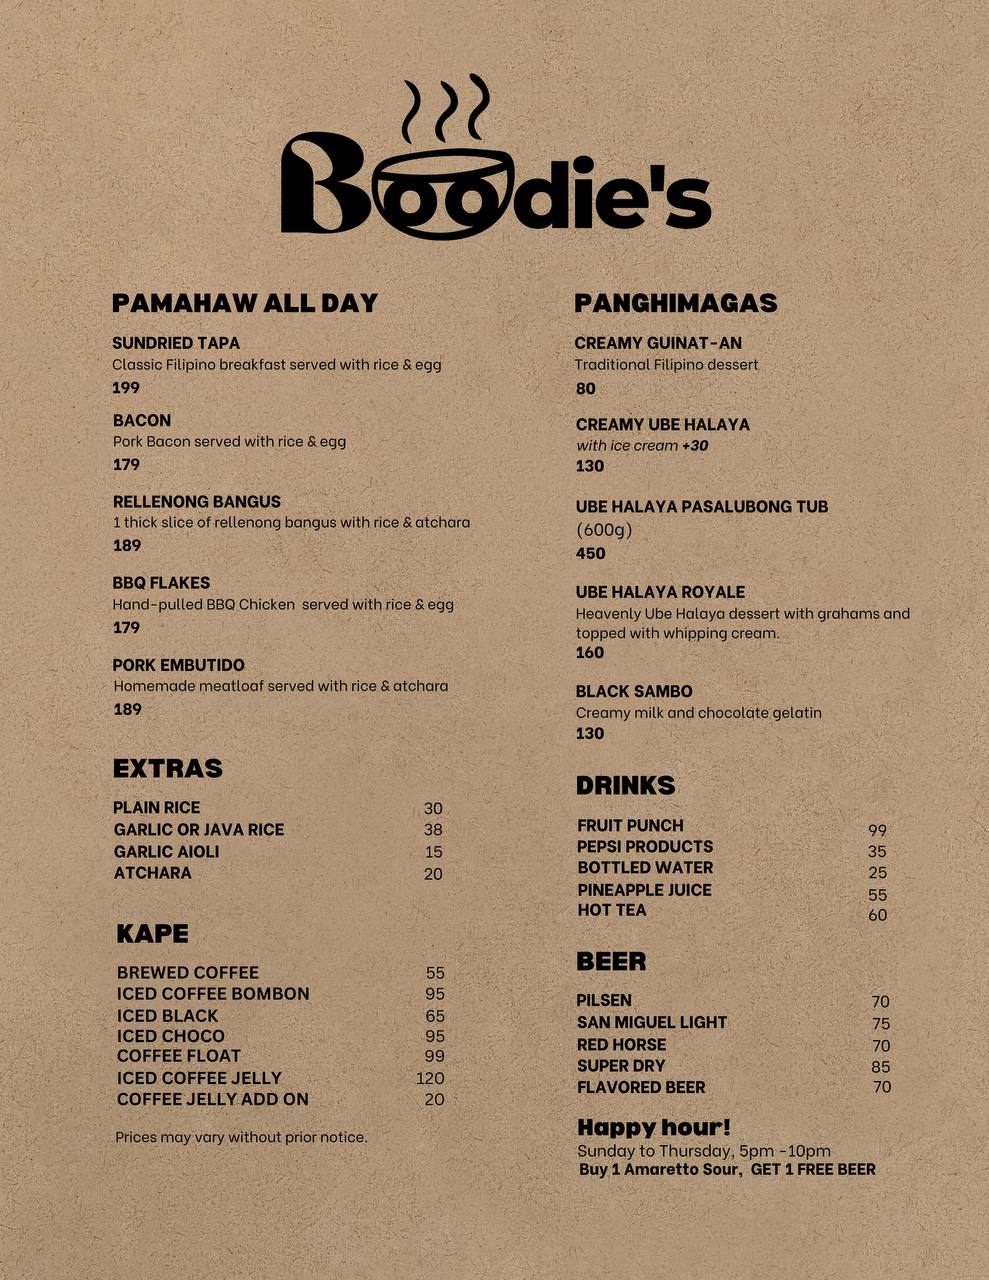 Boodie's
PAMAHAW ALL DAY
SUNDRIED TAPA
Classic Filipino breakfast served with rice & egg
199
BACON
Pork Bacon served with rice & egg
179
RELLENONG BANGUS
1 thick slice of rellenong bangus with rice & atchara
189
BBQ FLAKES
Hand-pulled BBQ Chicken served with rice & egg
179
PORK EMBUTIDO
Homemade meatloaf served with rice & atchara
189
EXTRAS
PLAIN RICE 30
GARLIC OR JAVA RICE 38
GARLIC AIOLI 15
ATCHARA 20
KAPE
BREWED COFFEE 55
ICED COFFEE BOMBON 95
ICED BLACK 65
ICED CHOCO 95
COFFEE FLOAT 99
ICED COFFEE JELLY 120
COFFEE JELLY ADD ON 20
Prices may vary without prior notice.
PANGHIMAGAS
CREAMY GUINAT-AN
Traditional Filipino dessert
80
CREAMY UBE HALAYA
with ice cream +30
130
UBE HALAYA PASALUBONG TUB
(600g)
450
UBE HALAYA ROYALE
Heavenly Ube Halaya dessert with grahams and
topped with whipping cream.
160
BLACK SAMBO
Creamy milk and chocolate gelatin
130
DRINKS
FRUIT PUNCH 99
PEPSI PRODUCTS 35
BOTTLED WATER 25
PINEAPPLE JUICE 55
HOT TEA 60
BEER
PILSEN 70
SAN MIGUEL LIGHT 75
RED HORSE 70
SUPER DRY 85
FLAVORED BEER 70
Happy hour!
Sunday to Thursday, 5pm -10pm
Buy 1 Amaretto Sour, GET 1 FREE BEER